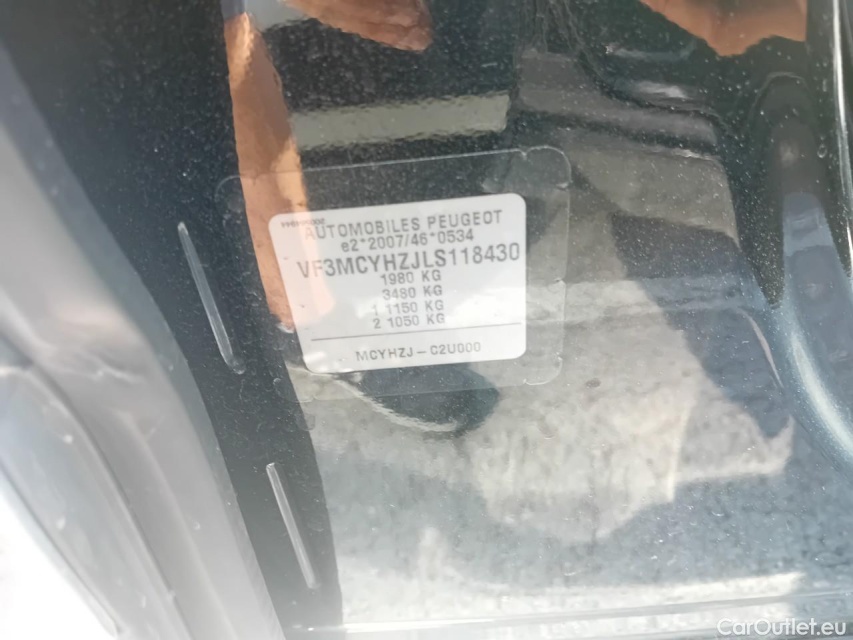 AUTOMOBILES PEUGEOT
e2*2007/46*0534
VF3MCYHZJLS118430
1980 KG
3480 KG
1 1150 KG
2 1050 KG
MCYHZJ - C2U000
CarOutlet.eu